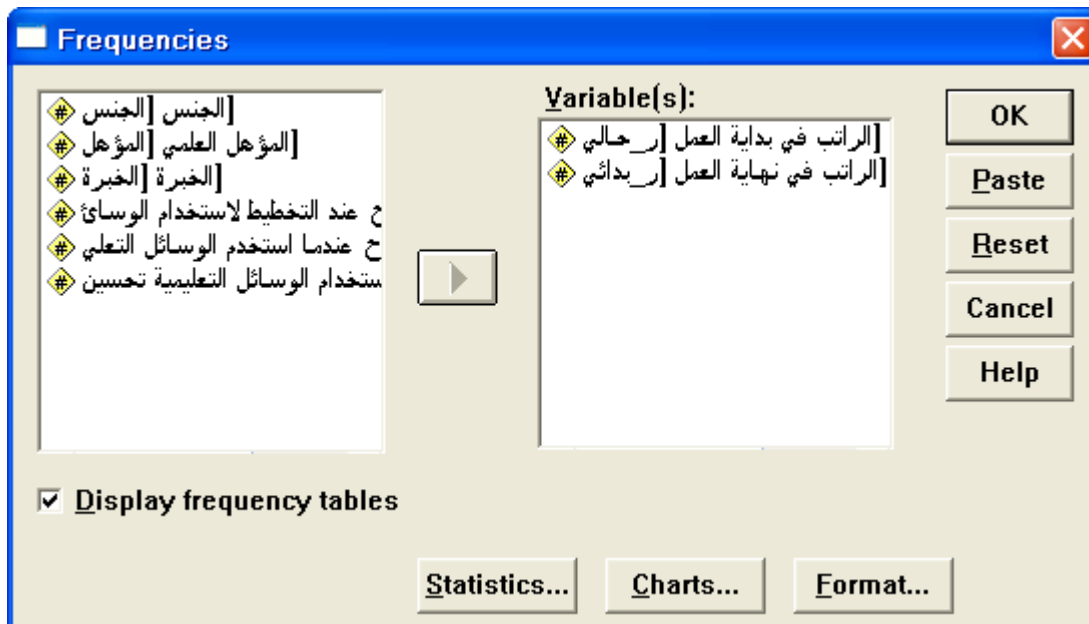 Frequencies
الجنس [الجنس]
المؤهل العلمي [المؤهل]
الخبرة [الخبرة]
ح عند التخطيط لاستخدام الوسائ
ح عندما استخدم الوسائل التعلي
ستخدام الوسائل التعليمية تحسين
Variable(s):
الراتب في بداية العمل [ر_حالي]
الراتب في نهاية العمل [ر_بدائي]
OK
Paste
Reset
Cancel
Help
Display frequency tables
Statistics...
Charts...
Format...